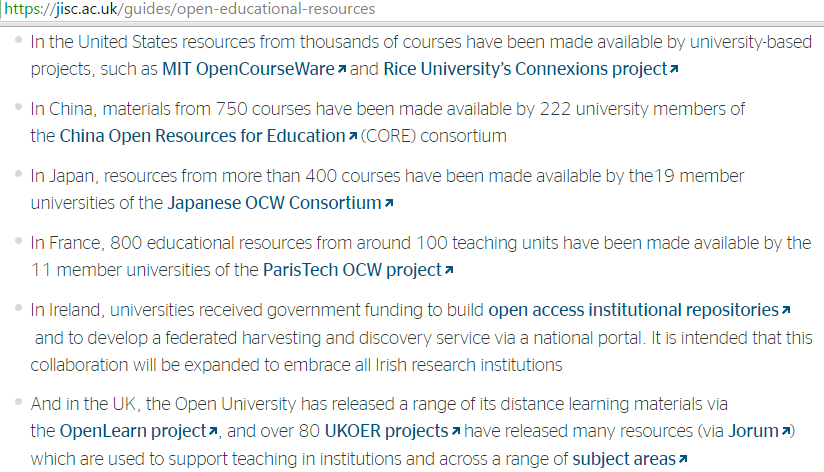 https://jisc.ac.uk/guides/open-educational-resources
In the United States resources from thousands of courses have been made available by university-based
projects, such as MIT OpenCourseWare and Rice University's Connexions project
In China, materials from 750 courses have been made available by 222 university members of
the China Open Resources for Education (CORE) consortium
In Japan, resources from more than 400 courses have been made available by the19 member
universities of the Japanese OCW Consortium
In France, 800 educational resources from around 100 teaching units have been made available by the
11 member universities of the ParisTech OCW project
In Ireland, universities received government funding to build open access institutional repositories
and to develop a federated harvesting and discovery service via a national portal. It is intended that this
collaboration will be expanded to embrace all Irish research institutions
And in the UK, the Open University has released a range of its distance learning materials via
the OpenLearn project, and over 80 UKOER projects have released many resources (via Jorum)
which are used to support teaching in institutions and across a range of subject areas